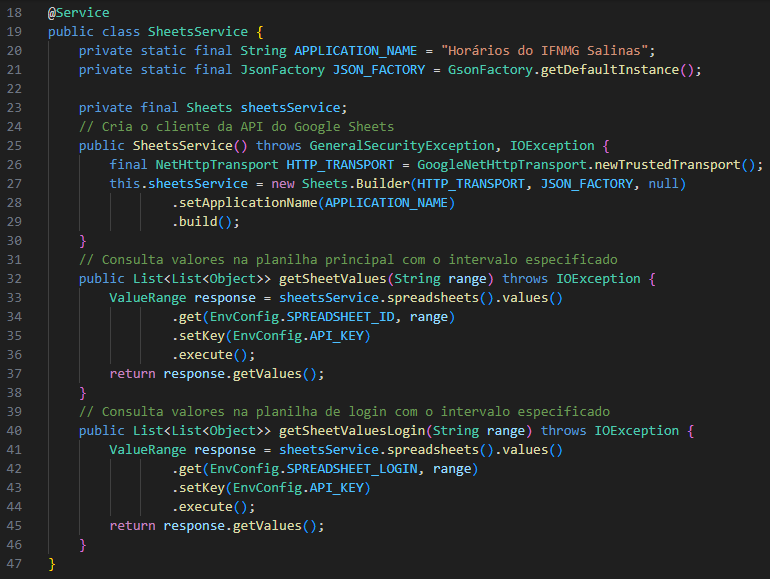 18 @Service
19 public class SheetsService {
20     private static final String APPLICATION_NAME = "Horários do IFNMG Salinas";
21     private static final JsonFactory JSON_FACTORY = GsonFactory.getDefaultInstance();
22
23     private final Sheets sheetsService;
24     // Cria o cliente da API do Google Sheets
25     public SheetsService() throws GeneralSecurityException, IOException {
26         final NetHttpTransport HTTP_TRANSPORT = GoogleNetHttpTransport.newTrustedTransport();
27         this.sheetsService = new Sheets.Builder(HTTP_TRANSPORT, JSON_FACTORY, null)
28                 .setApplicationName(APPLICATION_NAME)
29                 .build();
30     }
31     // Consulta valores na planilha principal com o intervalo especificado
32     public List<List<Object>> getSheetValues(String range) throws IOException {
33         ValueRange response = sheetsService.spreadsheets().values()
34                 .get(EnvConfig.SPREADSHEET_ID, range)
35                 .setKey(EnvConfig.API_KEY)
36                 .execute();
37         return response.getValues();
38     }
39     // Consulta valores na planilha de login com o intervalo especificado
40     public List<List<Object>> getSheetValuesLogin(String range) throws IOException {
41         ValueRange response = sheetsService.spreadsheets().values()
42                 .get(EnvConfig.SPREADSHEET_LOGIN, range)
43                 .setKey(EnvConfig.API_KEY)
44                 .execute();
45         return response.getValues();
46     }
47 }